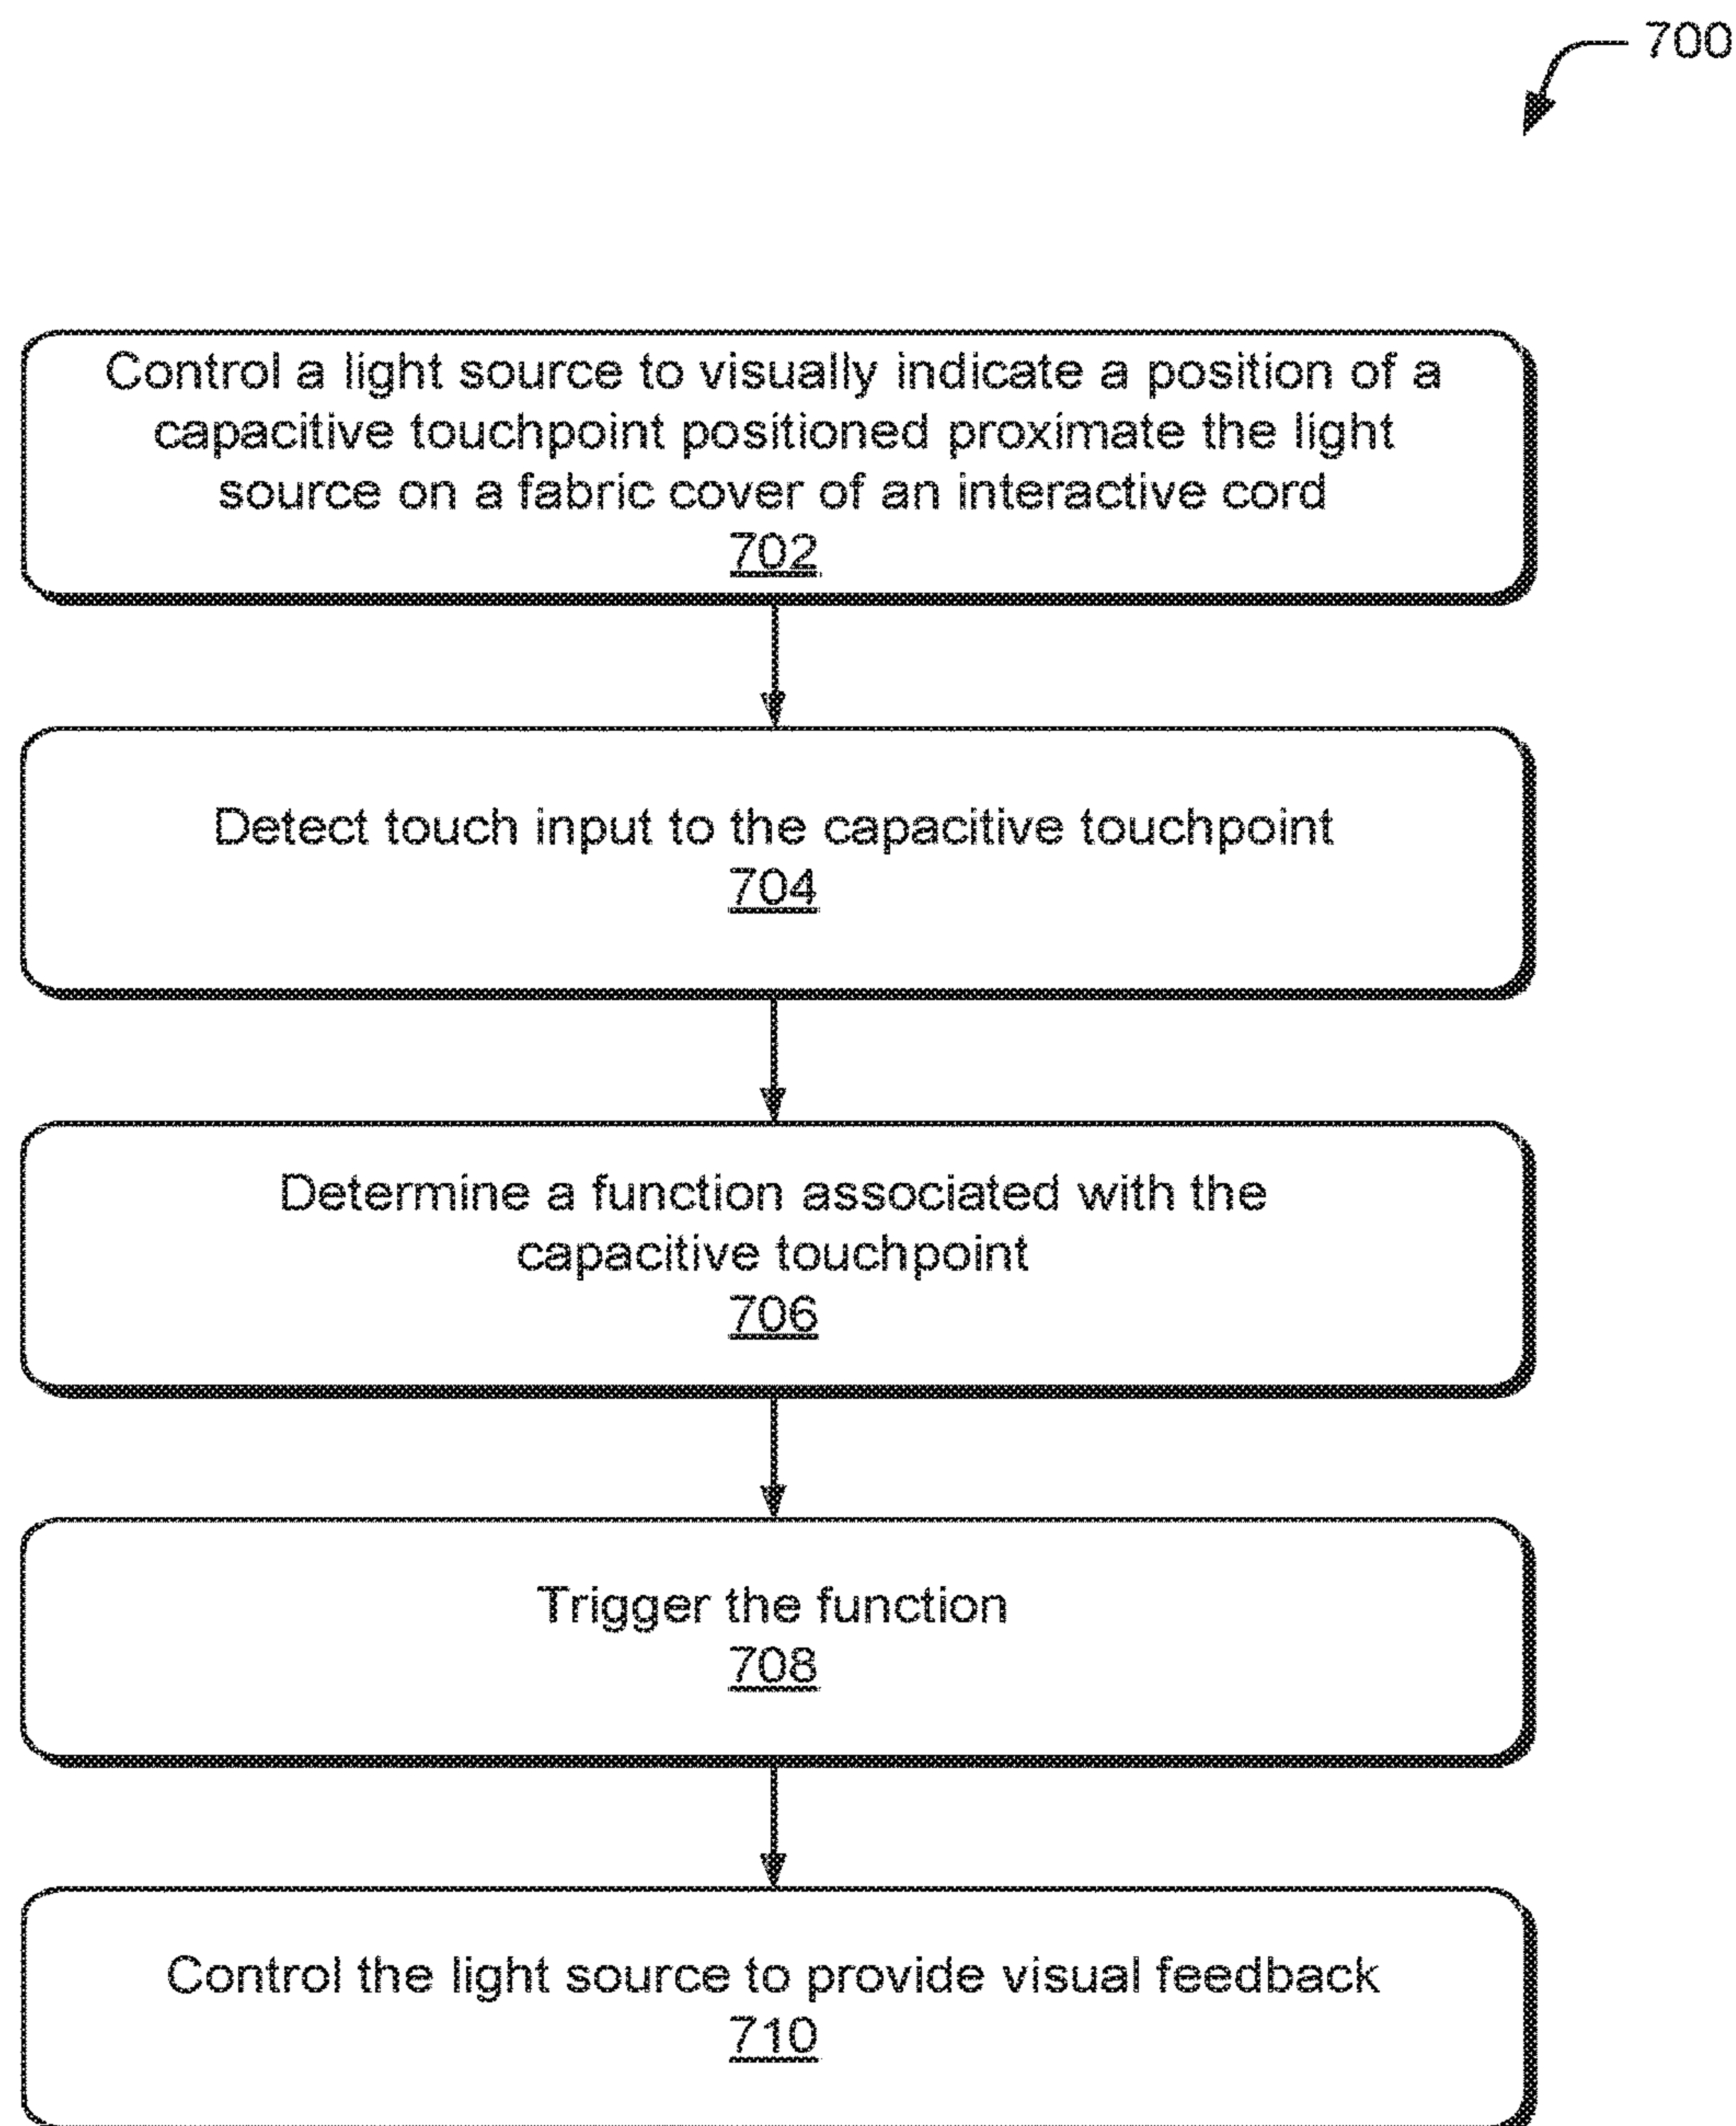 700
Control a light source to visually indicate a position of a
capacitive touchpoint positioned proximate the light
source on a fabric cover of an interactive cord
702
Detect touch input to the capacitive touchpoint
704
Determine a function associated with the
capacitive touchpoint
706
Trigger the function
708
Control the light source to provide visual feedback
710